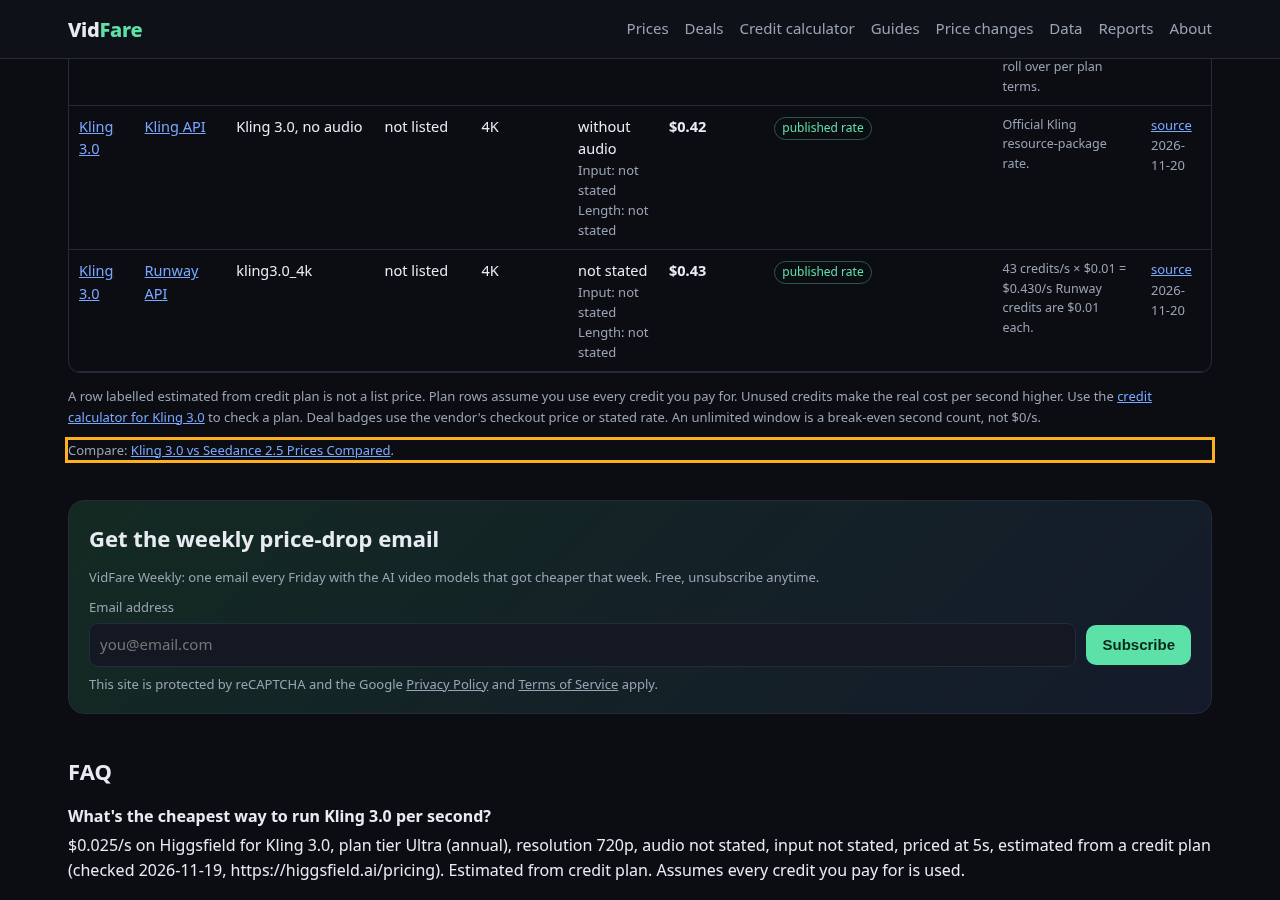 VidFare
Prices Deals Credit calculator Guides Price changes Data Reports About
roll over per plan
terms.
Kling 3.0 Kling API Kling 3.0, no audio not listed 4K without audio $0.42 published rate Official Kling resource-package rate. source 2026-11-20
Input: not stated
Length: not stated
Kling 3.0 Runway API kling3.0_4k not listed 4K not stated $0.43 published rate 43 credits/s × $0.01 = $0.430/s Runway credits are $0.01 each. source 2026-11-20
Input: not stated
Length: not stated
A row labelled estimated from credit plan is not a list price. Plan rows assume you use every credit you pay for. Unused credits make the real cost per second higher. Use the credit
calculator for Kling 3.0 to check a plan. Deal badges use the vendor's checkout price or stated rate. An unlimited window is a break-even second count, not $0/s.
Compare: Kling 3.0 vs Seedance 2.5 Prices Compared.
Get the weekly price-drop email
VidFare Weekly: one email every Friday with the AI video models that got cheaper that week. Free, unsubscribe anytime.
Email address
you@email.com
Subscribe
This site is protected by reCAPTCHA and the Google Privacy Policy and Terms of Service apply.
FAQ
What's the cheapest way to run Kling 3.0 per second?
$0.025/s on Higgsfield for Kling 3.0, plan tier Ultra (annual), resolution 720p, audio not stated, input not stated, priced at 5s, estimated from a credit plan
(checked 2026-11-19, https://higgsfield.ai/pricing). Estimated from credit plan. Assumes every credit you pay for is used.